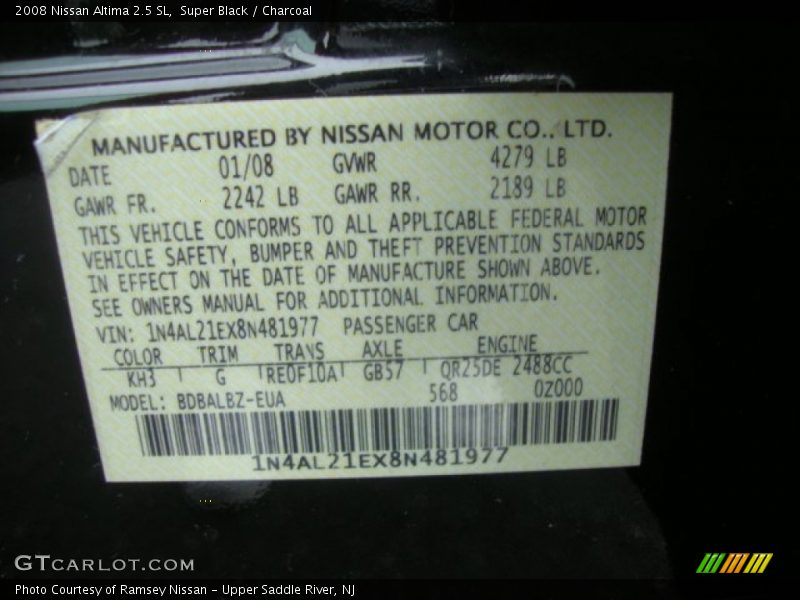 2008 Nissan Altima 2.5 SL,  Super Black / Charcoal
MANUFACTURED BY NISSAN MOTOR CO., LTD.
DATE 01/08 GVWR 4279 LB
GAWR FR. 2242 LB GAWR RR. 2189 LB
THIS VEHICLE CONFORMS TO ALL APPLICABLE FEDERAL MOTOR
VEHICLE SAFETY, BUMPER AND THEFT PREVENTION STANDARDS
IN EFFECT ON THE DATE OF MANUFACTURE SHOWN ABOVE.
SEE OWNERS MANUAL FOR ADDITIONAL INFORMATION.
VIN: 1N4AL21EX8N481977 PASSENGER CAR
COLOR TRIM TRANS AXLE ENGINE
KH3 G RE0F10A GB57 QR25DE 2488CC
MODEL: BDBALBZ-EUA 568 0Z000
1N4AL21EX8N481977
GTCARLOT.COM
Photo Courtesy of Ramsey Nissan - Upper Saddle River, NJ